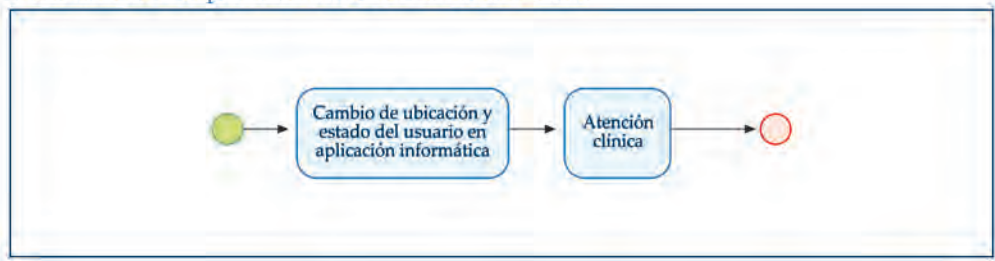 Cambio de ubicación y
estado del usuario en
aplicación informática
Atención
clínica